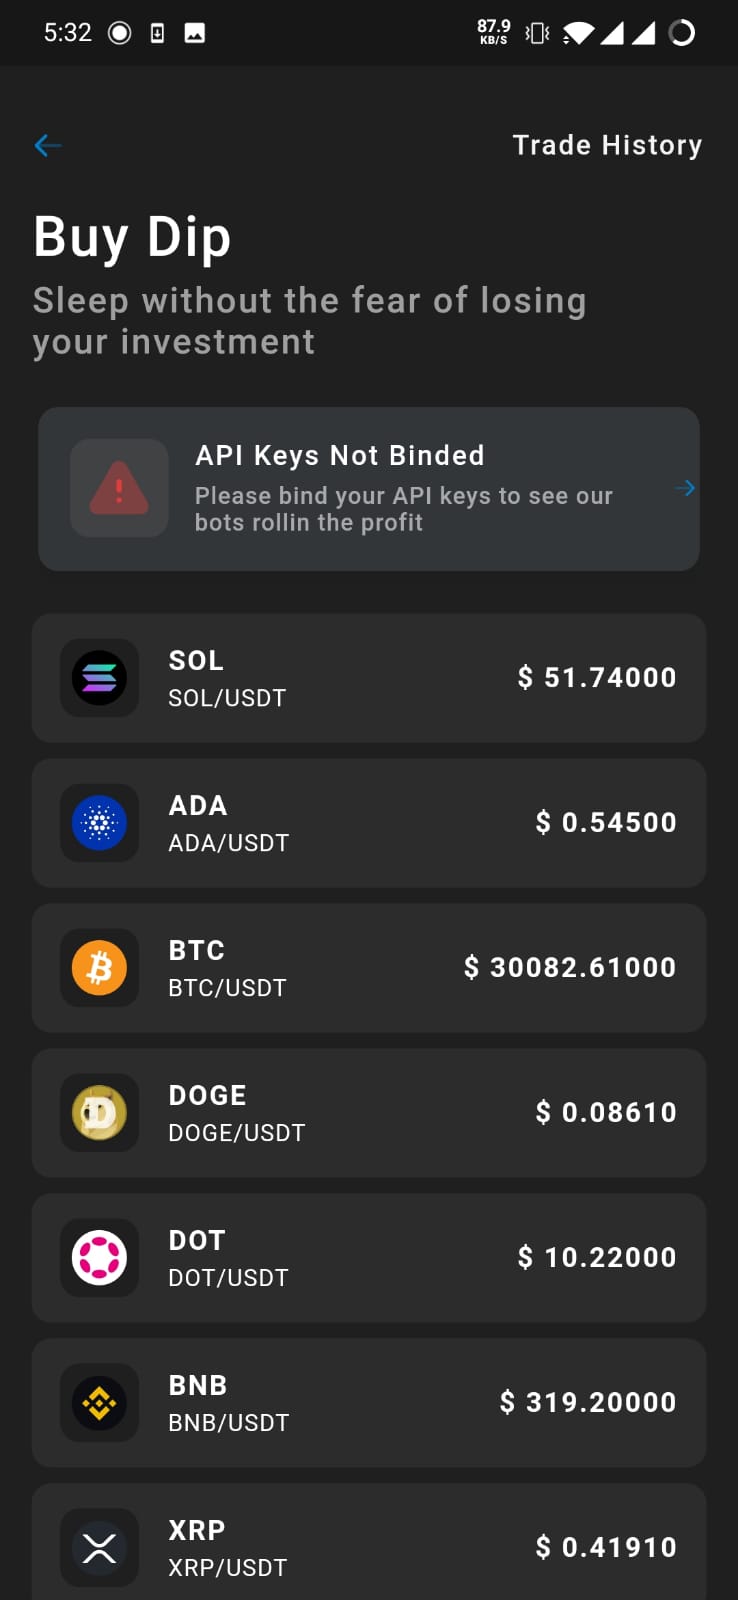 5:32
87.9
KB/S
Trade History
Buy Dip
Sleep without the fear of losing
your investment
API Keys Not Binded
Please bind your API keys to see our
bots rollin the profit
SOL
SOL/USDT
$ 51.74000
ADA
ADA/USDT
$ 0.54500
BTC
BTC/USDT
$ 30082.61000
DOGE
DOGE/USDT
$ 0.08610
DOT
DOT/USDT
$ 10.22000
BNB
BNB/USDT
$ 319.20000
XRP
XRP/USDT
$ 0.41910